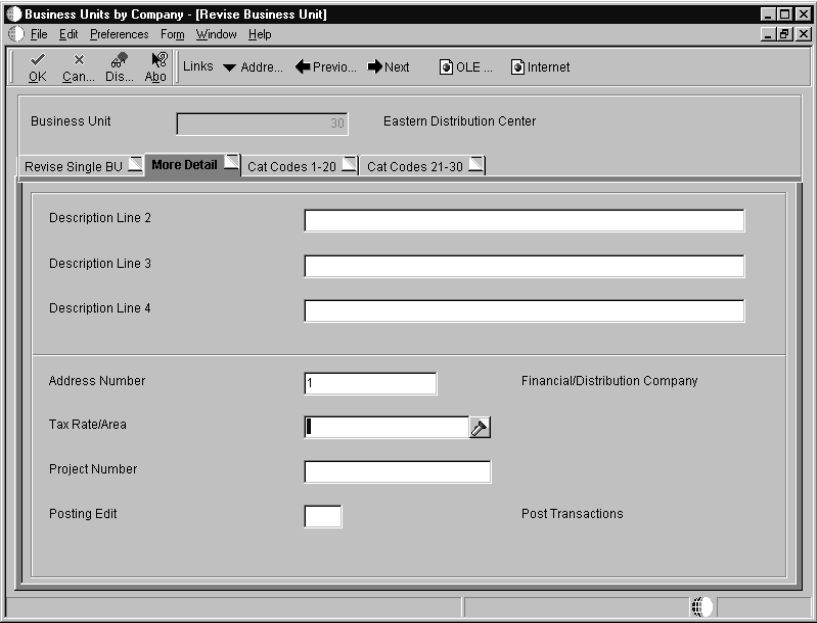 Business Units by Company - [Revise Business Unit]
File Edit Preferences Form Window Help
OK Can... Dis... Abo Links Addre... Previo... Next OLE ... Internet
Business Unit 30 Eastern Distribution Center
Revise Single BU More Detail Cat Codes 1-20 Cat Codes 21-30
Description Line 2
Description Line 3
Description Line 4
Address Number 1 Financial/Distribution Company
Tax Rate/Area
Project Number
Posting Edit Post Transactions